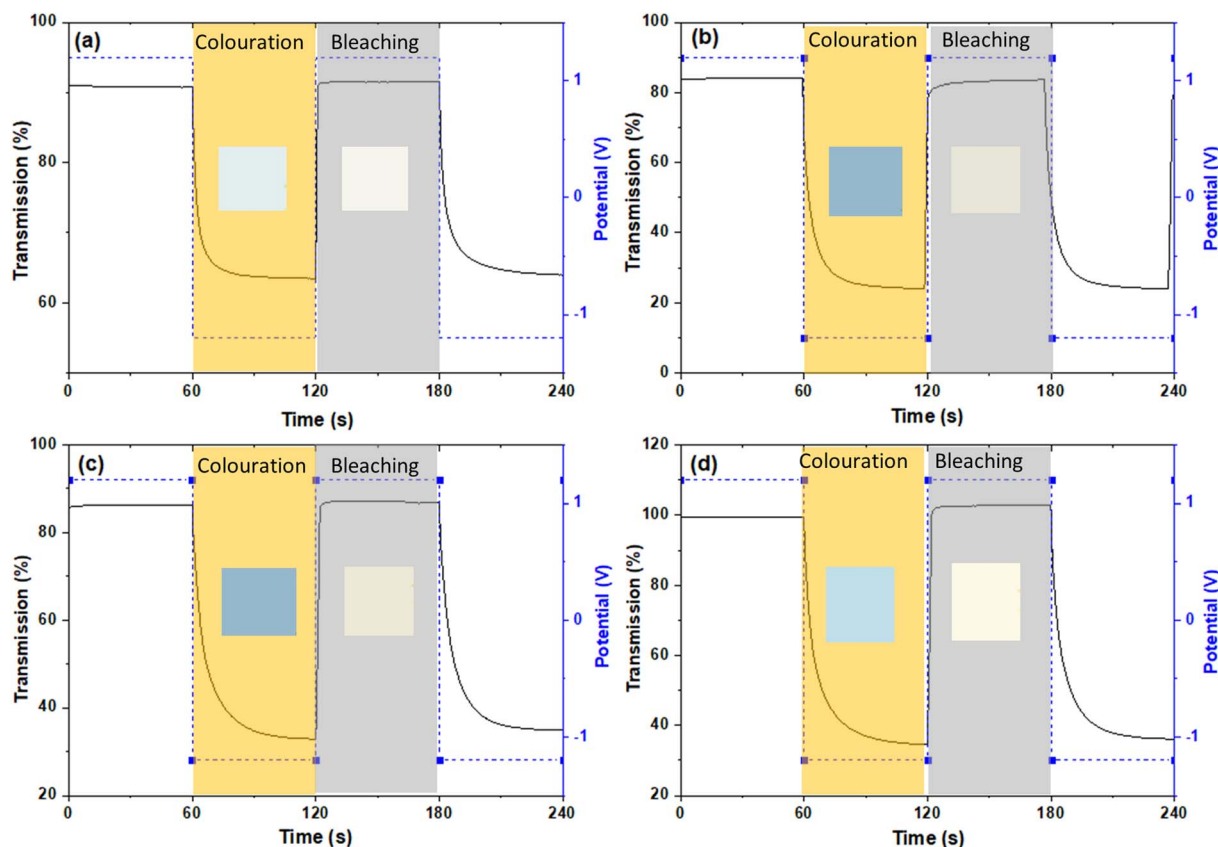 (a)
Colouration
Bleaching
100
80
60
Transmission (%)
1
0
-1
Potential (V)
0
60
120
180
240
Time (s)
(b)
Colouration
Bleaching
100
80
60
40
20
0
Transmission (%)
1
0
-1
Potential (V)
0
60
120
180
240
Time (s)
(c)
Colouration
Bleaching
100
80
60
40
20
Transmission (%)
1
0
-1
Potential (V)
0
60
120
180
240
Time (s)
(d)
Colouration
Bleaching
120
100
80
60
40
20
Transmission (%)
1
0
-1
Potential (V)
0
60
120
180
240
Time (s)